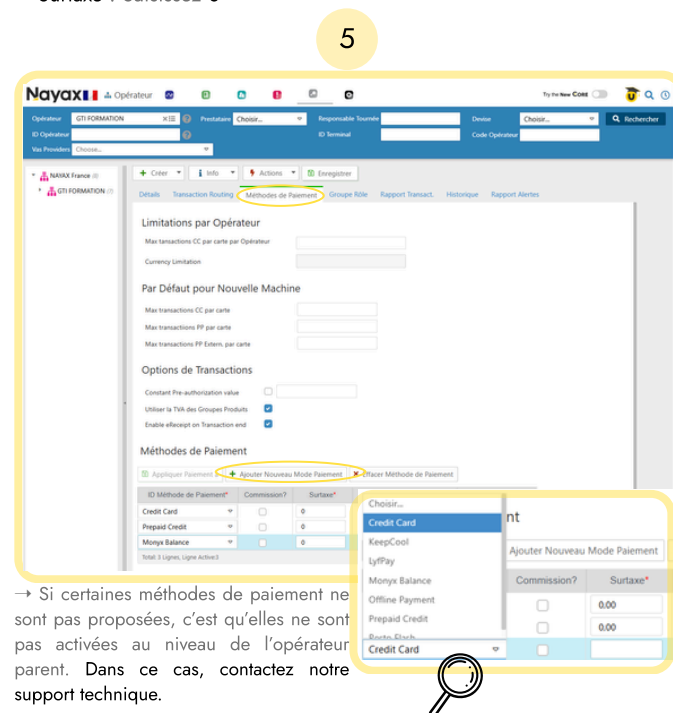 5
Nayax Opérateur Try the New CORE
Opérateur GTI FORMATION Prestataire Choisir... Responsable Tournée Devise Choisir... Rechercher
ID Opérateur ID Terminal Code Opérateur
Vas Providers Choose...
NAYAX France (6)
GTI FORMATION (7)
Créer Info Actions Enregistrer
Détails Transaction Routing Méthodes de Paiement Groupe Rôle Rapport Transact. Historique Rapport Alertes
Limitations par Opérateur
Max tansactions CC par carte par Opérateur
Currency Limitation
Par Défaut pour Nouvelle Machine
Max transactions CC par carte
Max transactions PP par carte
Max transactions PP Extern. par carte
Options de Transactions
Constant Pre-authorization value
Utiliser la TVA des Groupes Produits
Enable eReceipt on Transaction end
Méthodes de Paiement
Appliquer Paiement Ajouter Nouveau Mode Paiement Effacer Méthode de Paiement
ID Méthode de Paiement* Commission? Surtaxe*
Credit Card 0
Prepaid Credit 0
Monyx Balance 0
Total: 3 Lignes, Ligne Active:3
Choisir...
Credit Card
KeepCool
LyfPay
Monyx Balance
Offline Payment
Prepaid Credit
nt
Ajouter Nouveau Mode Paiement
Commission? Surtaxe*
0.00
0.00
Credit Card
→ Si certaines méthodes de paiement ne
sont pas proposées, c'est qu'elles ne sont
pas activées au niveau de l'opérateur
parent. Dans ce cas, contactez notre
support technique.